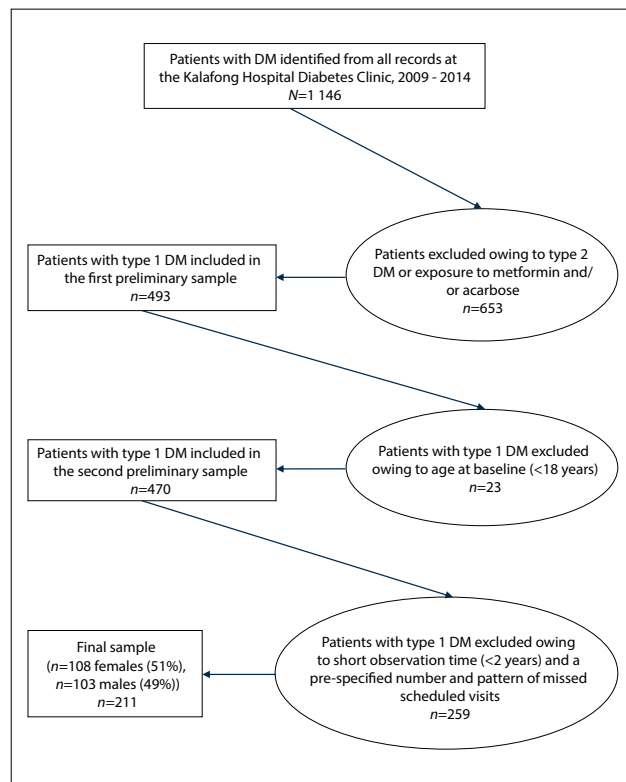 Patients with DM identified from all records at
the Kalafong Hospital Diabetes Clinic, 2009 - 2014
N=1 146
Patients excluded owing to type 2
DM or exposure to metformin and/
or acarbose
n=653
Patients with type 1 DM included in
the first preliminary sample
n=493
Patients with type 1 DM excluded
owing to age at baseline (<18 years)
n=23
Patients with type 1 DM included in
the second preliminary sample
n=470
Patients with type 1 DM excluded owing
to short observation time (<2 years) and a
pre-specified number and pattern of missed
scheduled visits
n=259
Final sample
(n=108 females (51%),
n=103 males (49%))
n=211